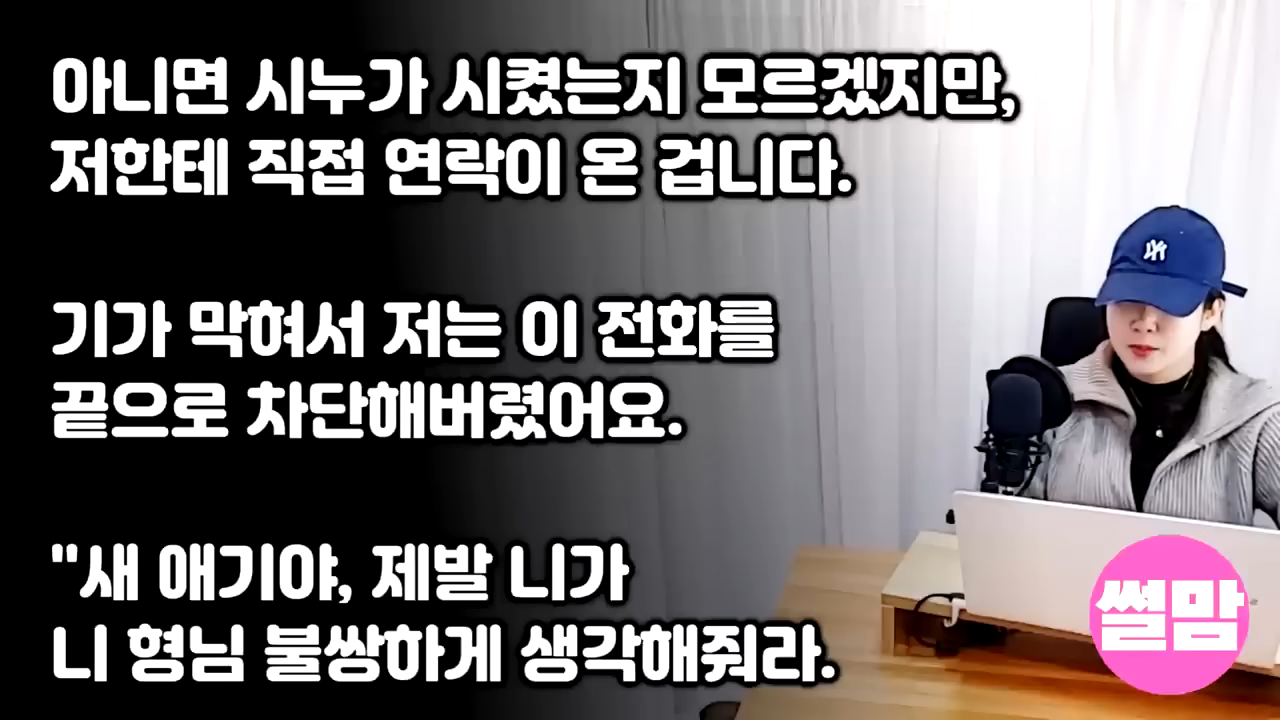 아니면 시누가 시켰는지 모르겠지만,
저한테 직접 연락이 온 겁니다.
기가 막혀서 저는 이 전화를
끝으로 차단해버렸어요.
"새 애기야, 제발 니가
니 형님 불쌍하게 생각해줘라.
썰맘
NY